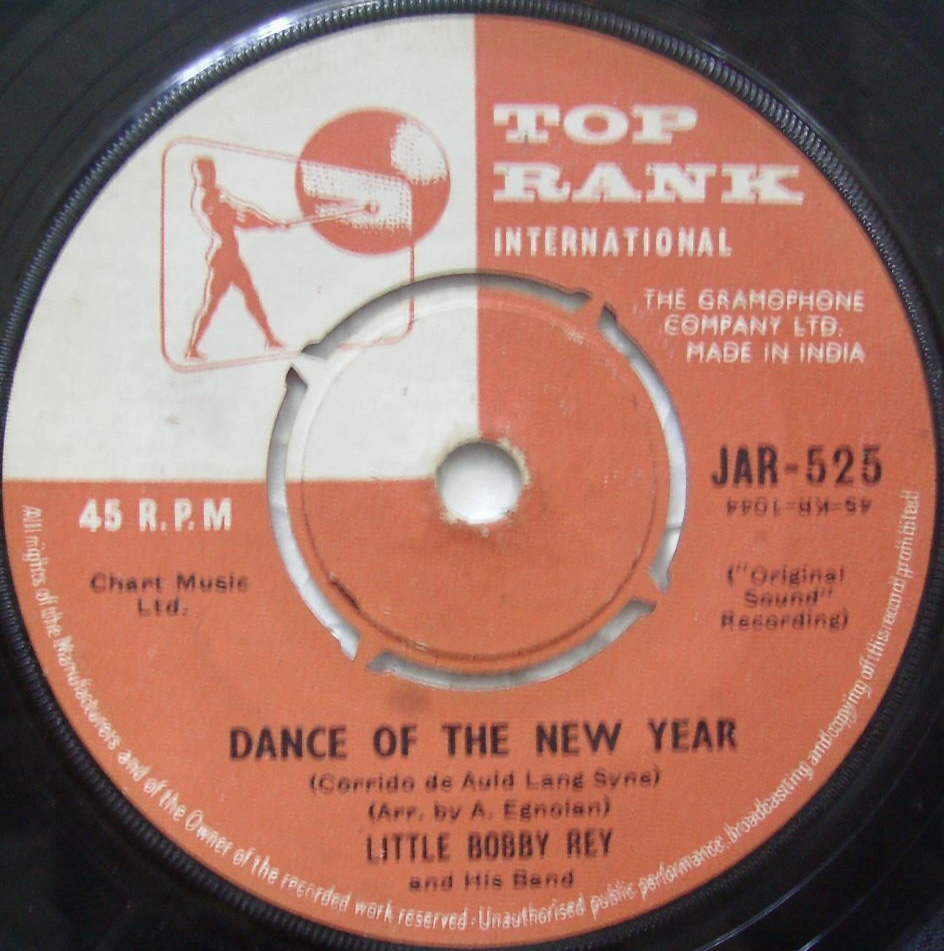 TOP
RANK
INTERNATIONAL
THE GRAMOPHONE
COMPANY LTD.
MADE IN INDIA
JAR-525
45-KR-1044
45 R.P.M
Chart Music
Ltd.
("Original
Sound"
Recording)
DANCE OF THE NEW YEAR
(Corrido de Auld Lang Syne)
(Arr. by A. Egnoian)
LITTLE BOBBY REY
and His Band
All rights of the Manufacturers and of the Owner of the recorded work reserved·Unauthorised public performance, broadcasting and copying of this record prohibited